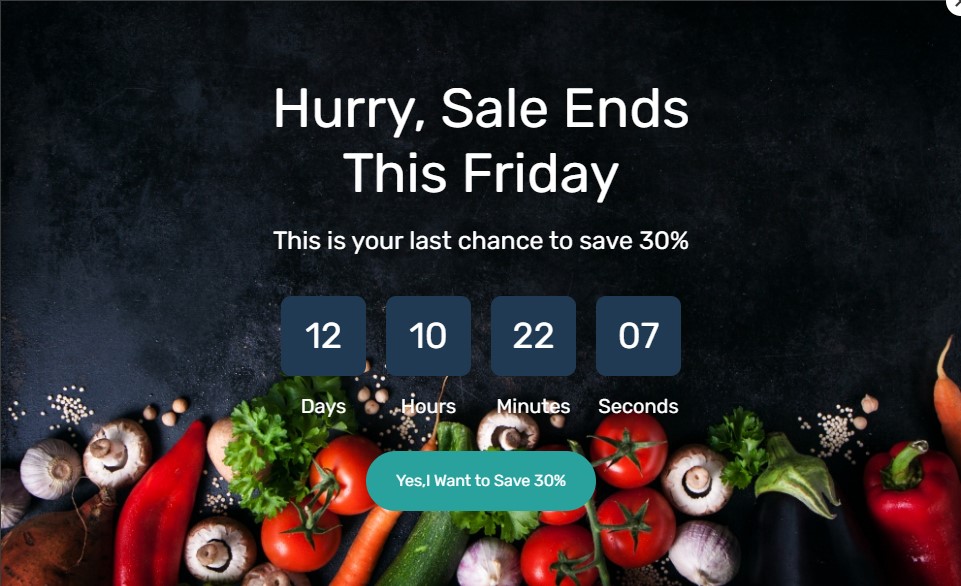 Hurry, Sale Ends
This Friday
This is your last chance to save 30%
12 10 22 07
Days Hours Minutes Seconds
Yes,I Want to Save 30%